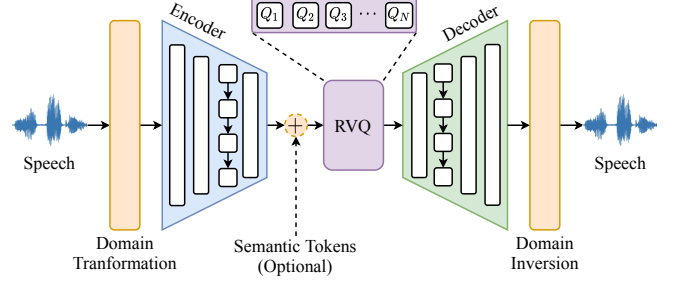 Q1 Q2 Q3 ⋯ QN
Encoder
Decoder
+
RVQ
Speech
Speech
Domain
Tranformation
Semantic Tokens
(Optional)
Domain
Inversion